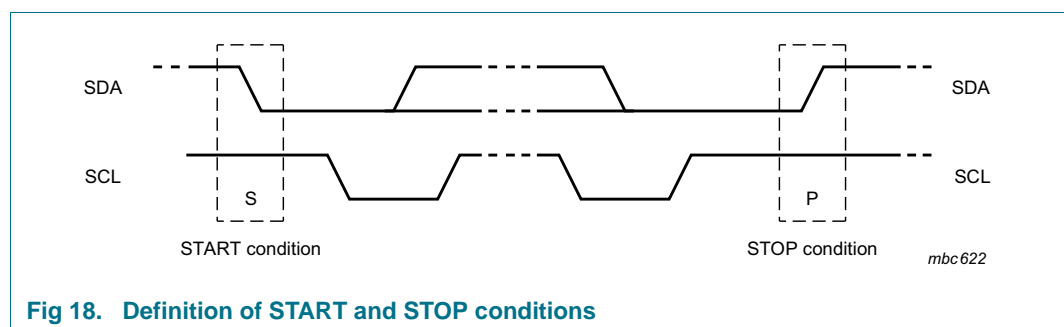 SDA
SDA
SCL
SCL
S
P
START condition
STOP condition
mbc622
Fig 18. Definition of START and STOP conditions